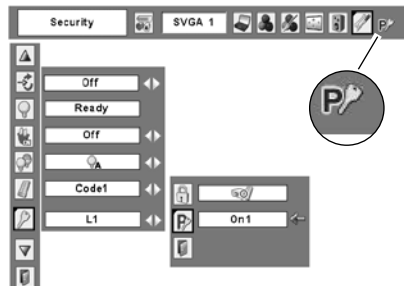 Security SVGA 1 P
P
Off
Ready
Off
A
Code1
L1
P On1